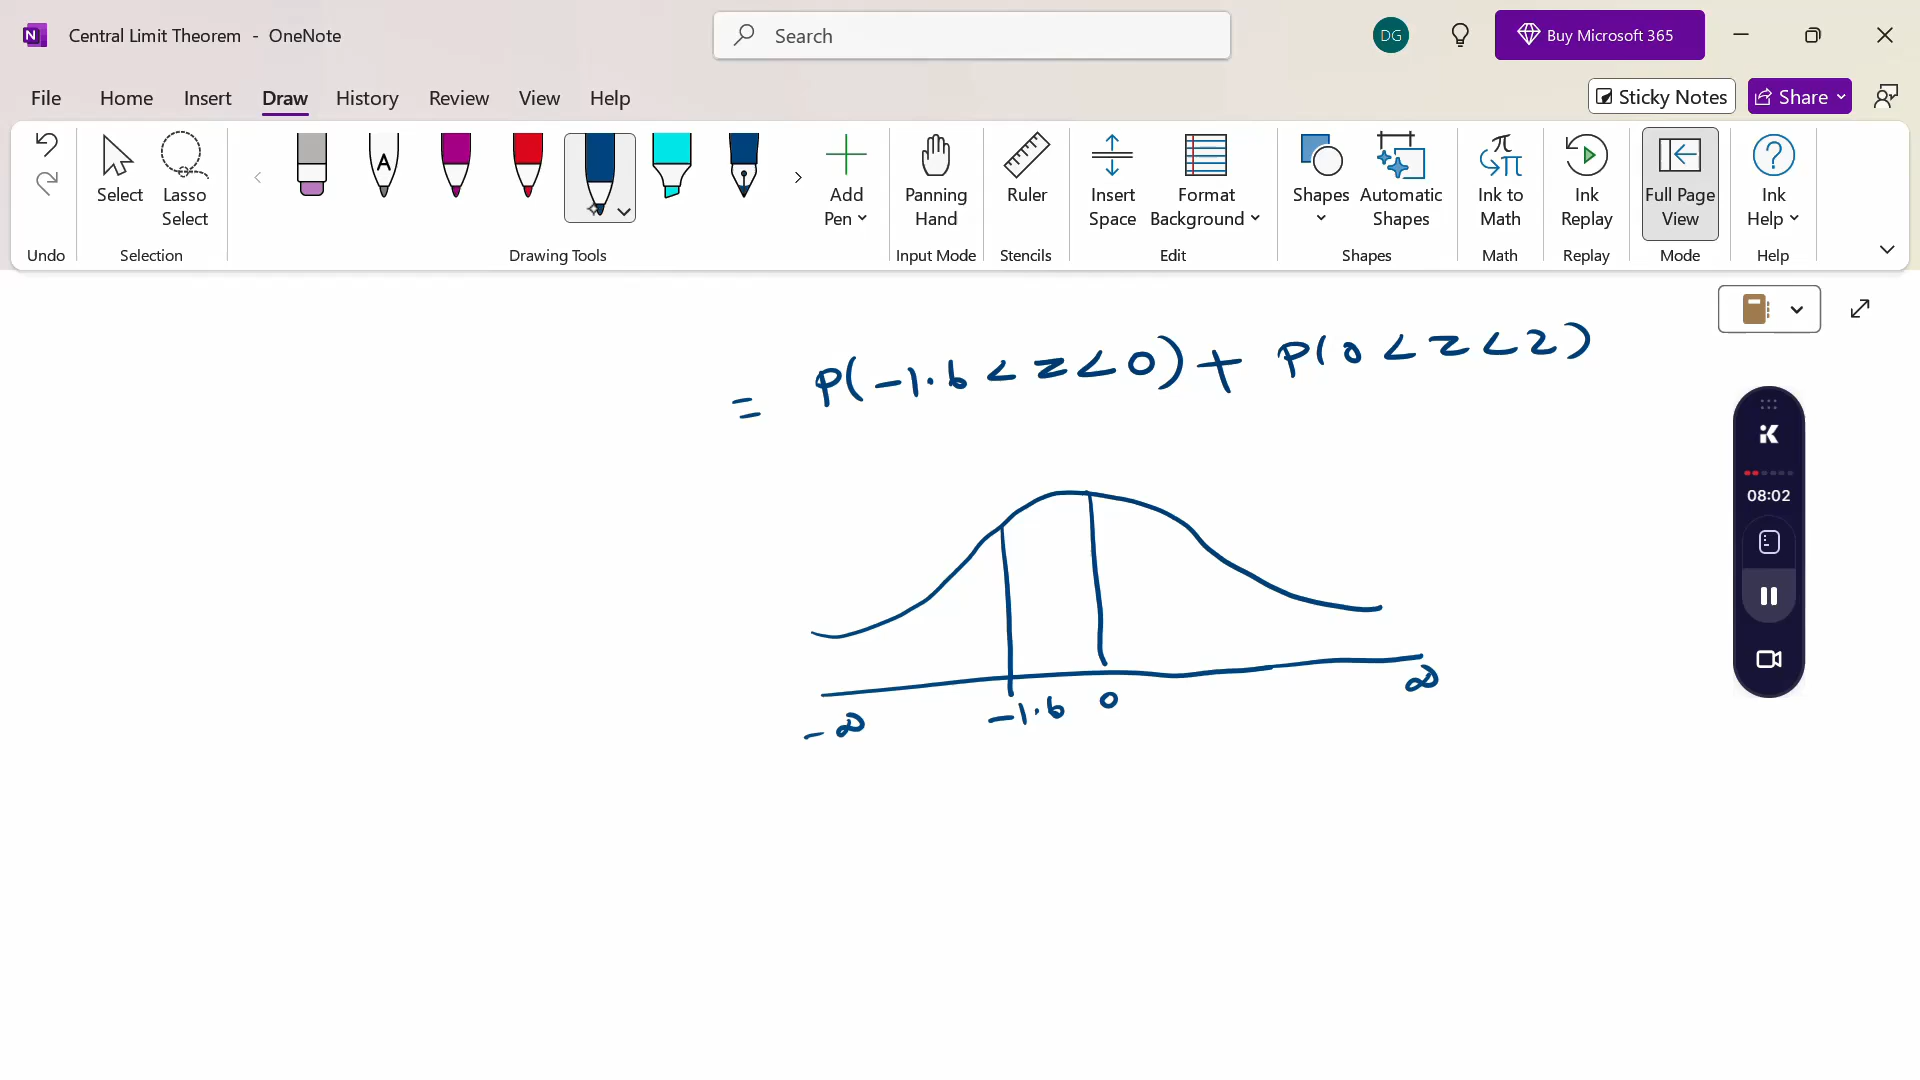 Central Limit Theorem - OneNote
Search
DG
Buy Microsoft 365
File Home Insert Draw History Review View Help
Sticky Notes Share
A
Select
Lasso Select
Add Pen
Panning Hand
Ruler
Insert Space
Format Background
Shapes
Automatic Shapes
Ink to Math
Ink Replay
Full Page View
Ink Help
Undo Selection Drawing Tools Input Mode Stencils Edit Shapes Math Replay Mode Help
= P(-1.6 < z < 0) + P(0 < z < 2)
08:02
-∞ -1.6 0 ∞